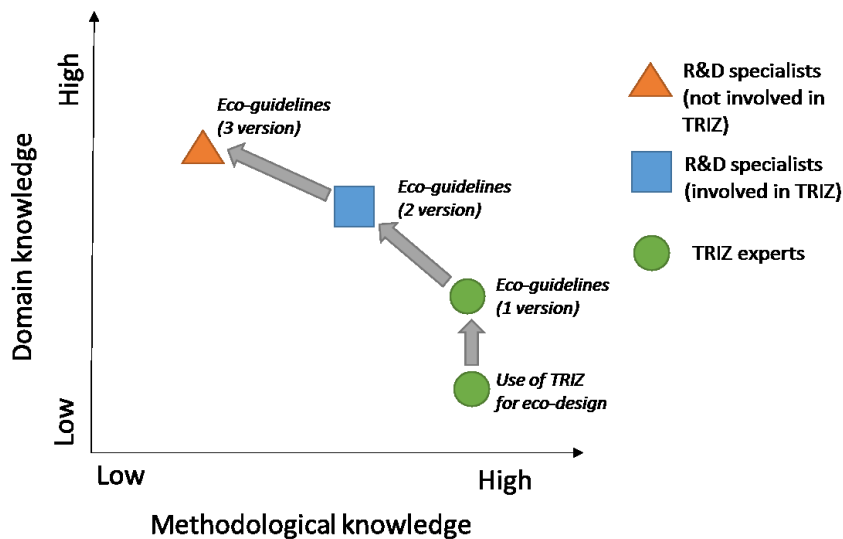 High
Domain knowledge
Low
Eco-guidelines
(3 version)
Eco-guidelines
(2 version)
Eco-guidelines
(1 version)
Use of TRIZ
for eco-design
Low
High
Methodological knowledge
R&D specialists
(not involved in
TRIZ)
R&D specialists
(involved in TRIZ)
TRIZ experts